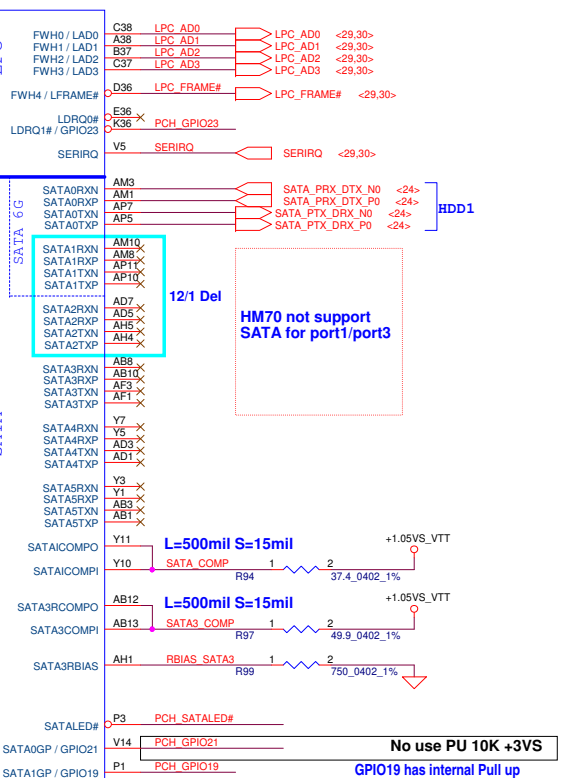 FWH0 / LAD0 C38 LPC_AD0 LPC_AD0 <29,30>
FWH1 / LAD1 A38 LPC_AD1 LPC_AD1 <29,30>
FWH2 / LAD2 B37 LPC_AD2 LPC_AD2 <29,30>
FWH3 / LAD3 C37 LPC_AD3 LPC_AD3 <29,30>
FWH4 / LFRAME# D36 LPC_FRAME# LPC_FRAME# <29,30>
LDRQ0# E36
LDRQ1# / GPIO23 K36 PCH_GPIO23
SERIRQ V5 SERIRQ SERIRQ <29,30>
SATA 6G
SATA0RXN AM3 SATA_PRX_DTX_N0 <24>
SATA0RXP AM1 SATA_PRX_DTX_P0 <24>
SATA0TXN AP7 SATA_PTX_DRX_N0 <24>
SATA0TXP AP5 SATA_PTX_DRX_P0 <24>
HDD1
SATA1RXN AM10
SATA1RXP AM8
SATA1TXN AP11
SATA1TXP AP10
12/1 Del
SATA2RXN AD7
SATA2RXP AD5
SATA2TXN AH5
SATA2TXP AH4
HM70 not support
SATA for port1/port3
SATA3RXN AB8
SATA3RXP AB10
SATA3TXN AF3
SATA3TXP AF1
SATA4RXN Y7
SATA4RXP Y5
SATA4TXN AD3
SATA4TXP AD1
SATA5RXN Y3
SATA5RXP Y1
SATA5TXN AB3
SATA5TXP AB1
SATAICOMPO Y11 L=500mil S=15mil +1.05VS_VTT
SATAICOMPI Y10 SATA_COMP 1 2
R94 37.4_0402_1%
SATA3RCOMPO AB12 L=500mil S=15mil +1.05VS_VTT
SATA3COMPI AB13 SATA3_COMP 1 2
R97 49.9_0402_1%
SATA3RBIAS AH1 RBIAS_SATA3 1 2
R99 750_0402_1%
SATALED# P3 PCH_SATALED#
SATA0GP / GPIO21 V14 PCH_GPIO21 No use PU 10K +3VS
SATA1GP / GPIO19 P1 PCH_GPIO19 GPIO19 has internal Pull up